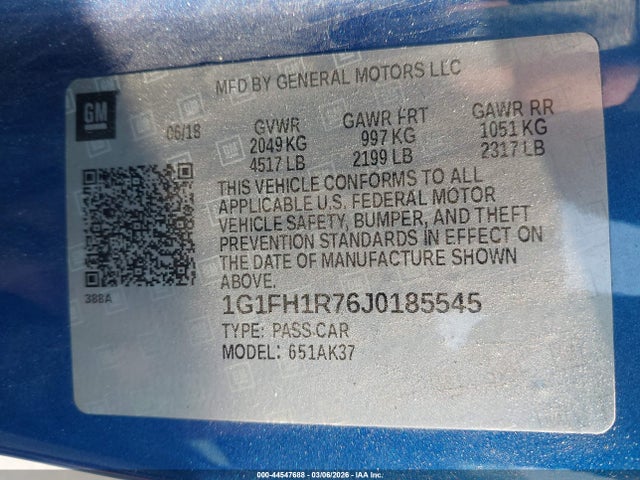 MFD BY GENERAL MOTORS LLC
GM
06/18
GVWR
2049 KG
4517 LB
GAWR FRT
997 KG
2199 LB
GAWR RR
1051 KG
2317 LB
THIS VEHICLE CONFORMS TO ALL
APPLICABLE U.S. FEDERAL MOTOR
VEHICLE SAFETY, BUMPER, AND THEFT
PREVENTION STANDARDS IN EFFECT ON
THE DATE OF MANUFACTURE SHOWN
ABOVE.
388A
1G1FH1R76J0185545
TYPE: PASS CAR
MODEL: 651AK37
000-44547688 | 03/06/2026 - IAA Inc.